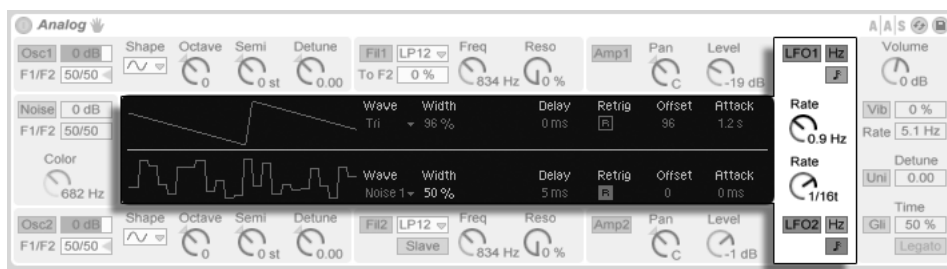 Analog AAS
Osc1 0 dB Shape Octave Semi Detune Fil1 LP12 Freq Reso Amp1 Pan Level LFO1 Hz Volume
F1/F2 50/50 0 0 st 0.00 To F2 0 % 834 Hz 0 % C -19 dB 0 dB
Noise 0 dB Wave Width Delay Retrig Offset Attack Rate Vib 0 %
F1/F2 50/50 Tri 96 % 0 ms R 96 1.2 s 0.9 Hz Rate 5.1 Hz
Color Rate Detune
682 Hz Wave Width Delay Retrig Offset Attack 1/16t Uni 0.00
Noise 1 50 % 5 ms R 0 0 ms Time
Osc2 0 dB Shape Octave Semi Detune Fil2 LP12 Freq Reso Amp2 Pan Level LFO2 Hz Gli 50 %
F1/F2 50/50 0 0 st 0.00 Slave 834 Hz 0 % C -1 dB Legato